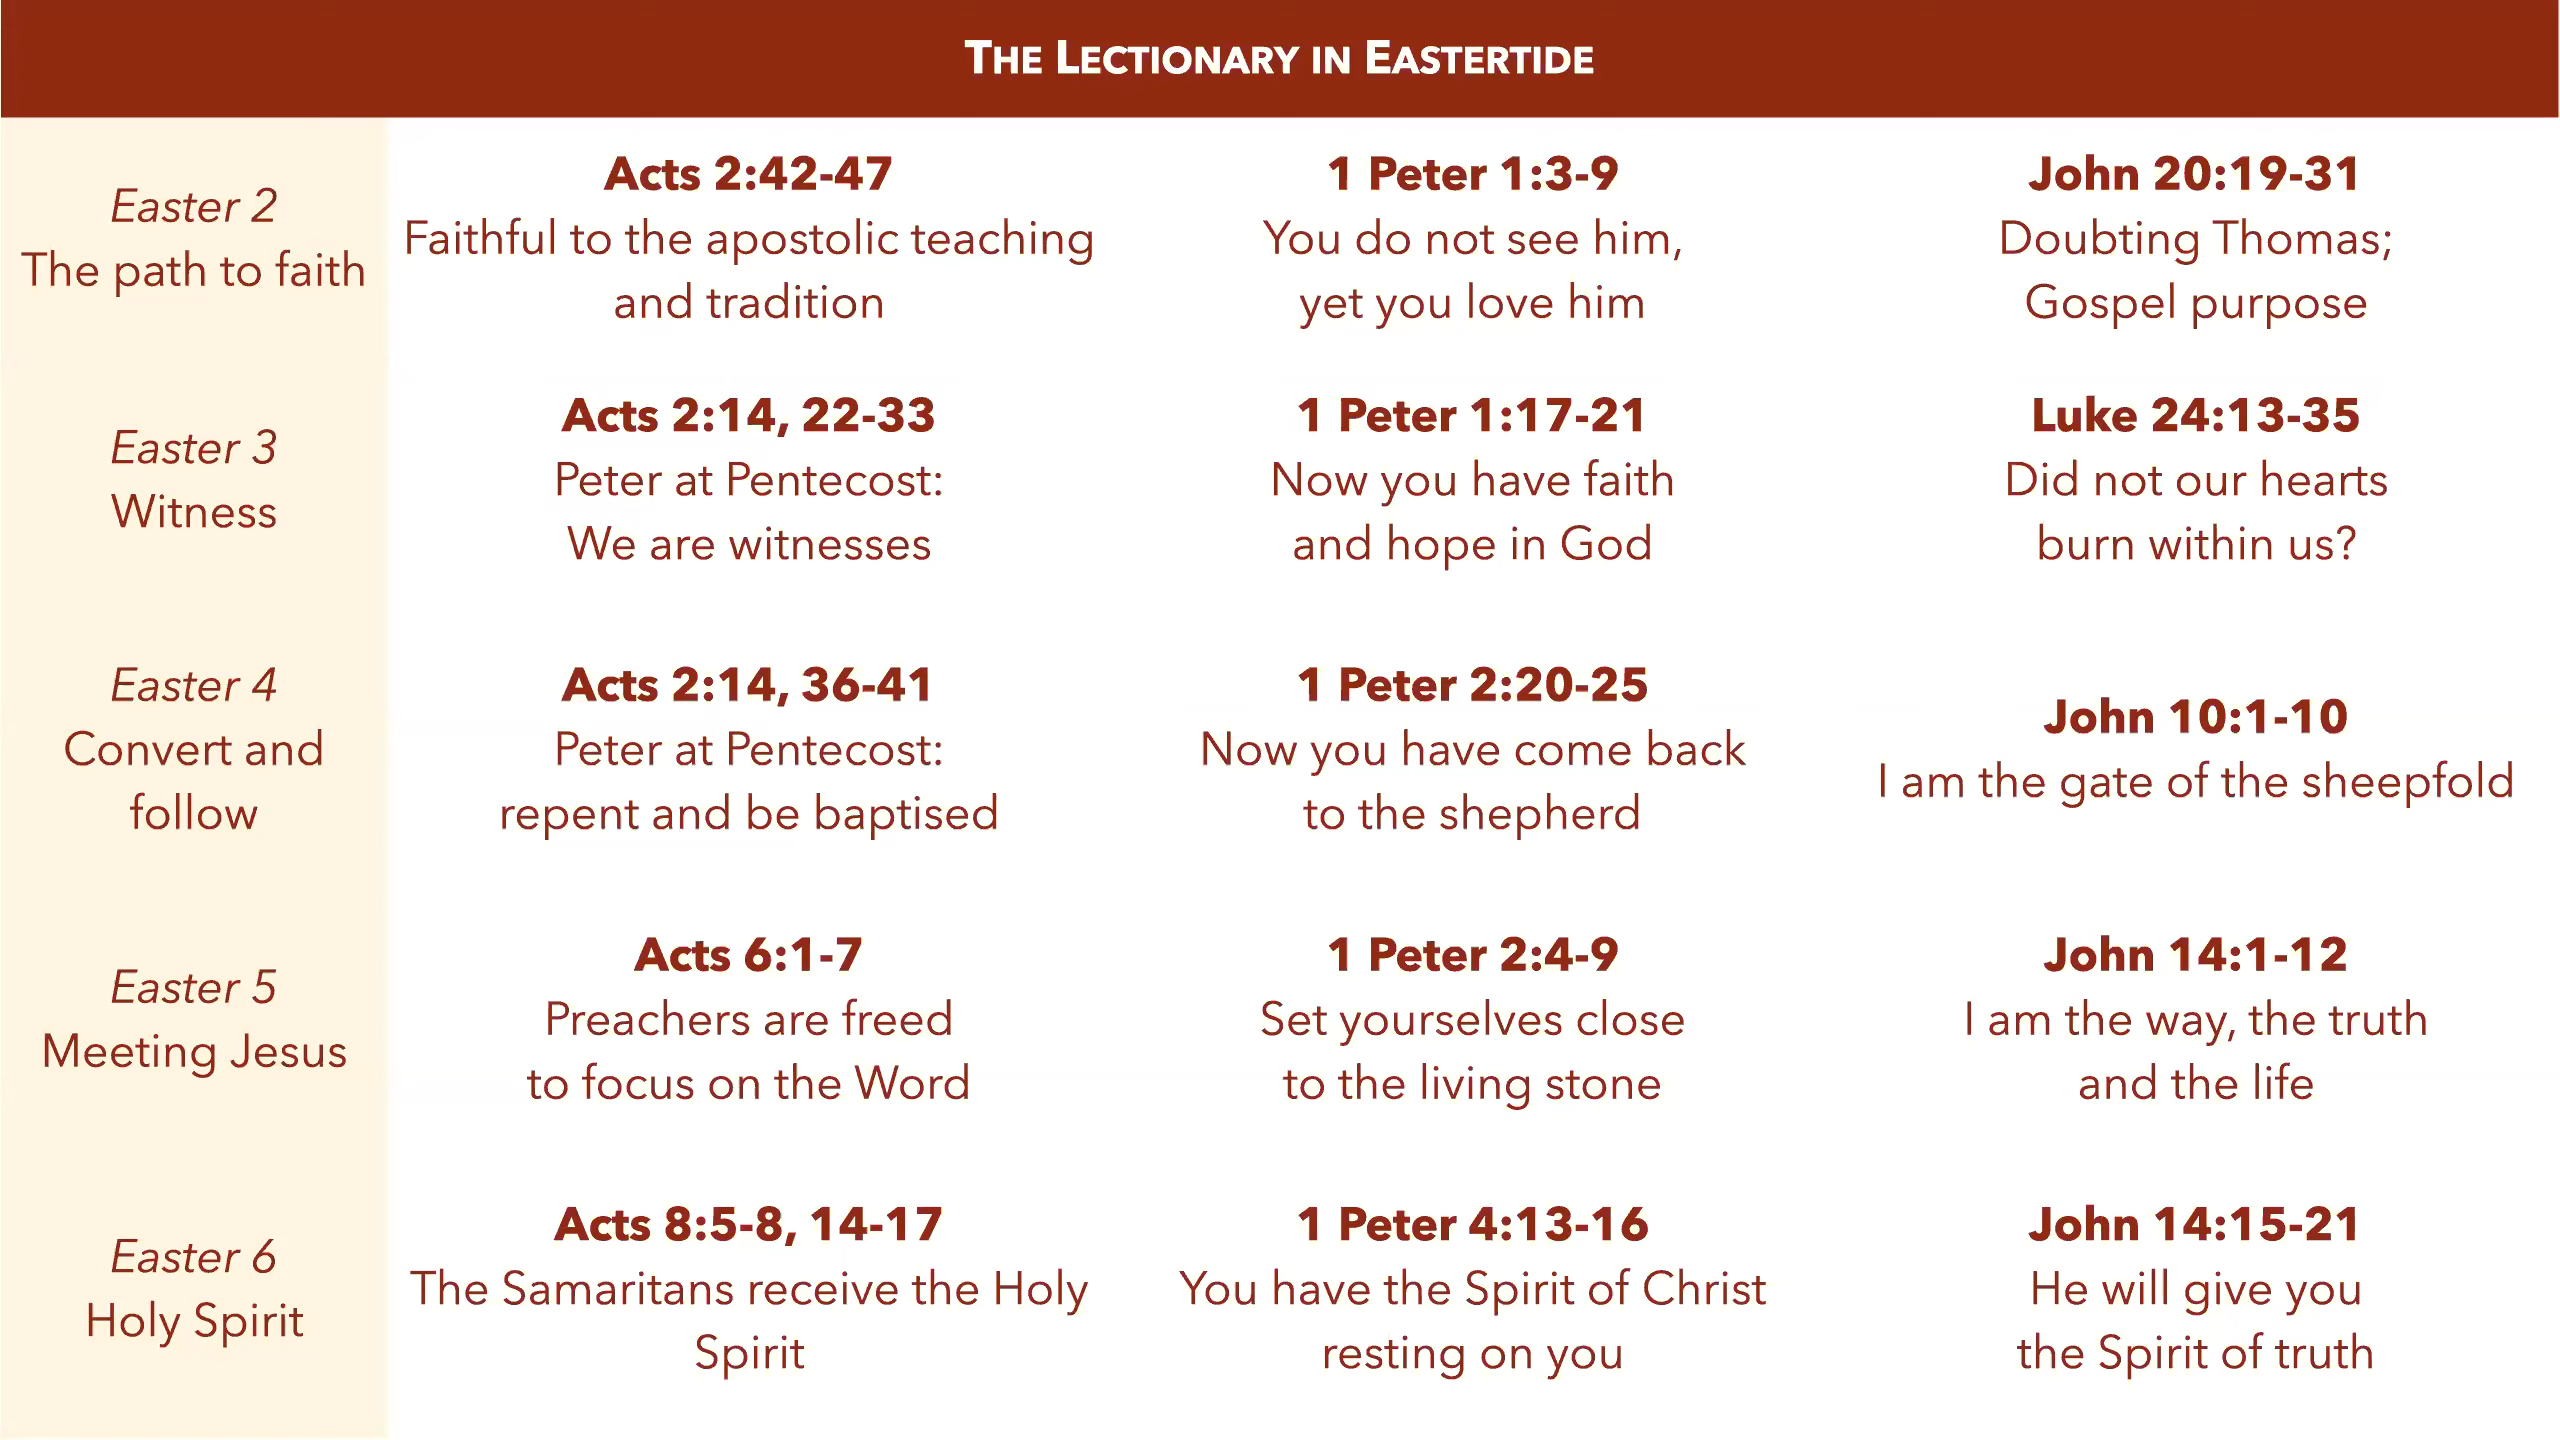 THE LECTIONARY IN EASTERTIDE
Easter 2
The path to faith
Acts 2:42-47
Faithful to the apostolic teaching
and tradition
1 Peter 1:3-9
You do not see him,
yet you love him
John 20:19-31
Doubting Thomas;
Gospel purpose
Easter 3
Witness
Acts 2:14, 22-33
Peter at Pentecost:
We are witnesses
1 Peter 1:17-21
Now you have faith
and hope in God
Luke 24:13-35
Did not our hearts
burn within us?
Easter 4
Convert and
follow
Acts 2:14, 36-41
Peter at Pentecost:
repent and be baptised
1 Peter 2:20-25
Now you have come back
to the shepherd
John 10:1-10
I am the gate of the sheepfold
Easter 5
Meeting Jesus
Acts 6:1-7
Preachers are freed
to focus on the Word
1 Peter 2:4-9
Set yourselves close
to the living stone
John 14:1-12
I am the way, the truth
and the life
Easter 6
Holy Spirit
Acts 8:5-8, 14-17
The Samaritans receive the Holy
Spirit
1 Peter 4:13-16
You have the Spirit of Christ
resting on you
John 14:15-21
He will give you
the Spirit of truth